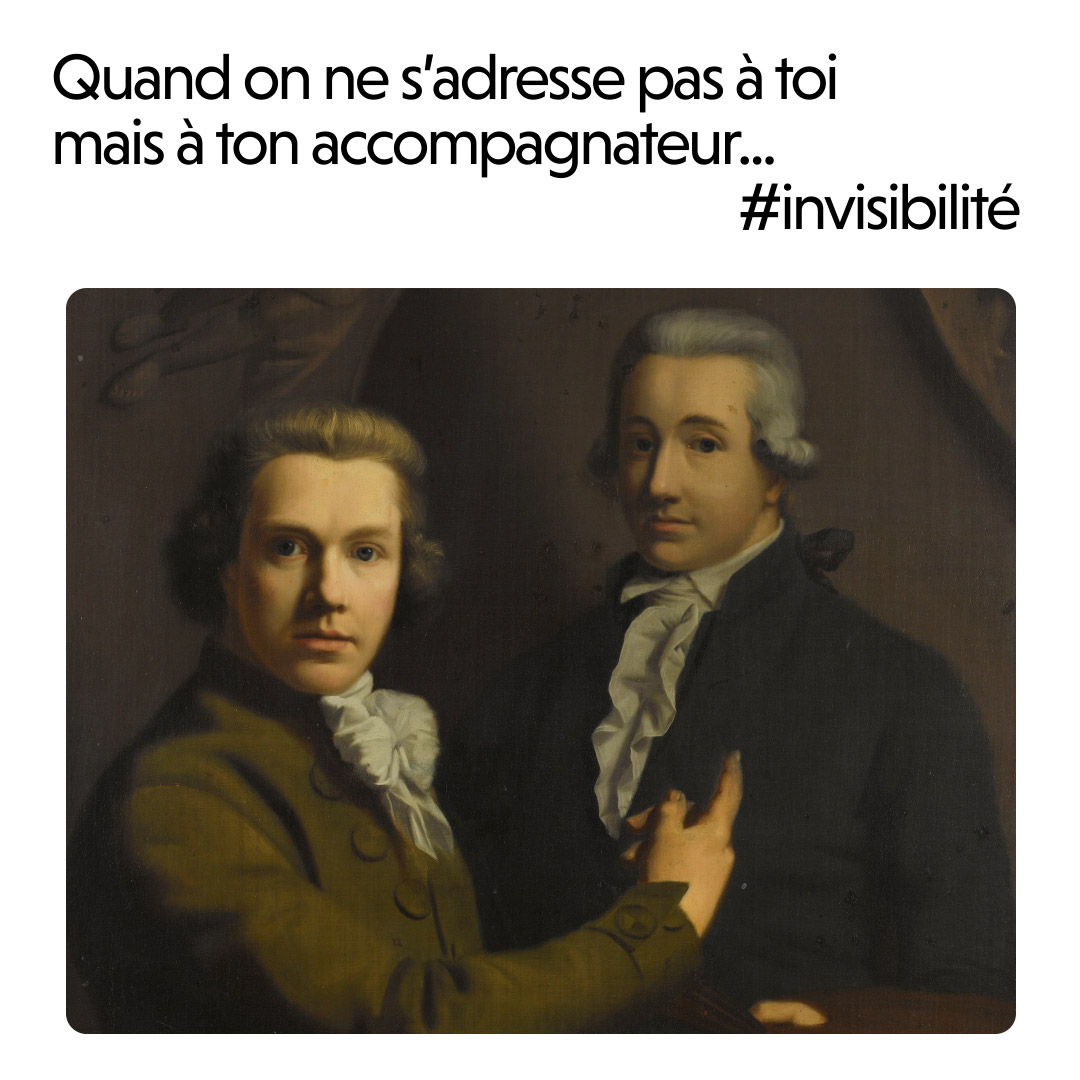 Quand on ne s’adresse pas à toi
mais à ton accompagnateur...
#invisibilité